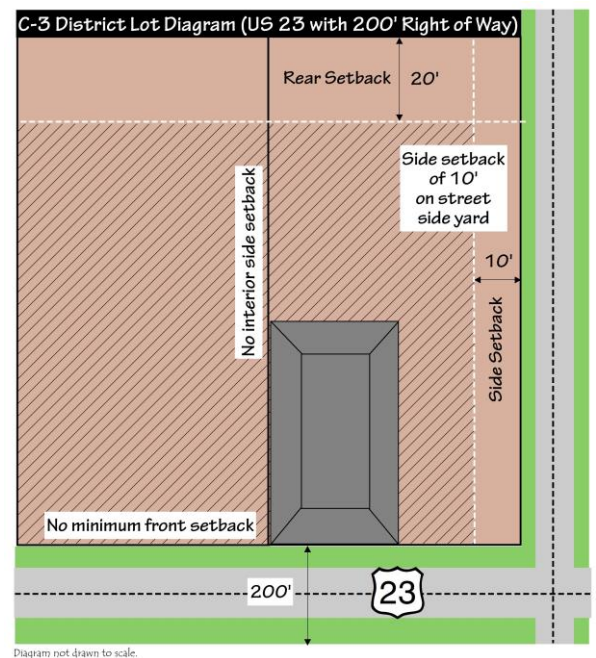 C-3 District Lot Diagram (US 23 with 200' Right of Way)
Rear Setback 20'
Side setback
of 10'
on street
side yard
No interior side setback
10'
Side Setback
No minimum front setback
200'
23
Diagram not drawn to scale.